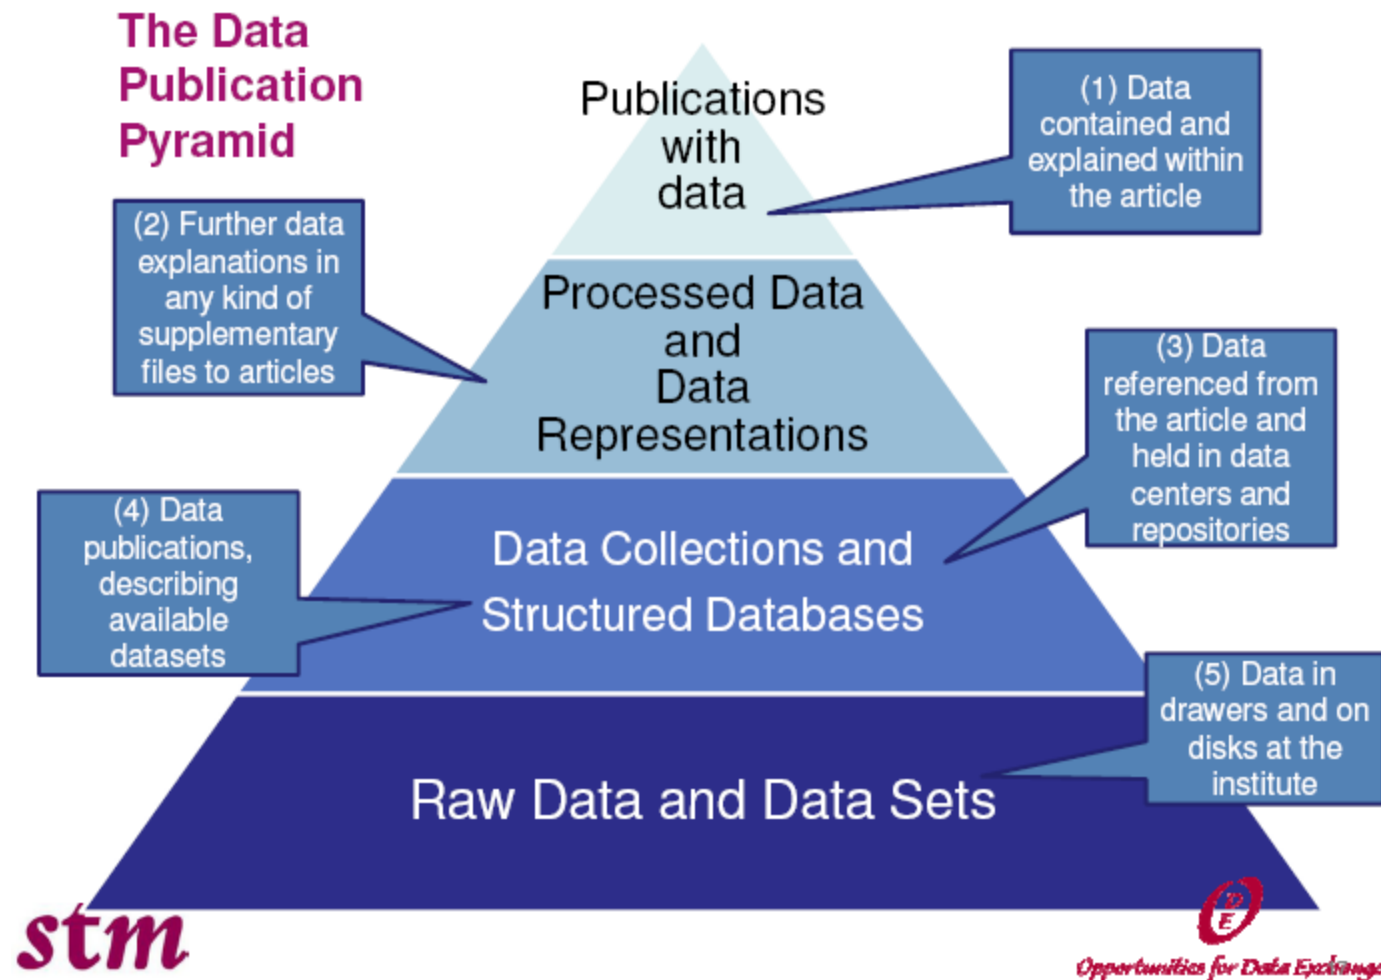 The Data
Publication
Pyramid
Publications
with
data
(1) Data
contained and
explained within
the article
(2) Further data
explanations in
any kind of
supplementary
files to articles
Processed Data
and
Data
Representations
(3) Data
referenced from
the article and
held in data
centers and
repositories
(4) Data
publications,
describing
available
datasets
Data Collections and
Structured Databases
(5) Data in
drawers and on
disks at the
institute
Raw Data and Data Sets
stm
ODE
Opportunities for Data Exchange